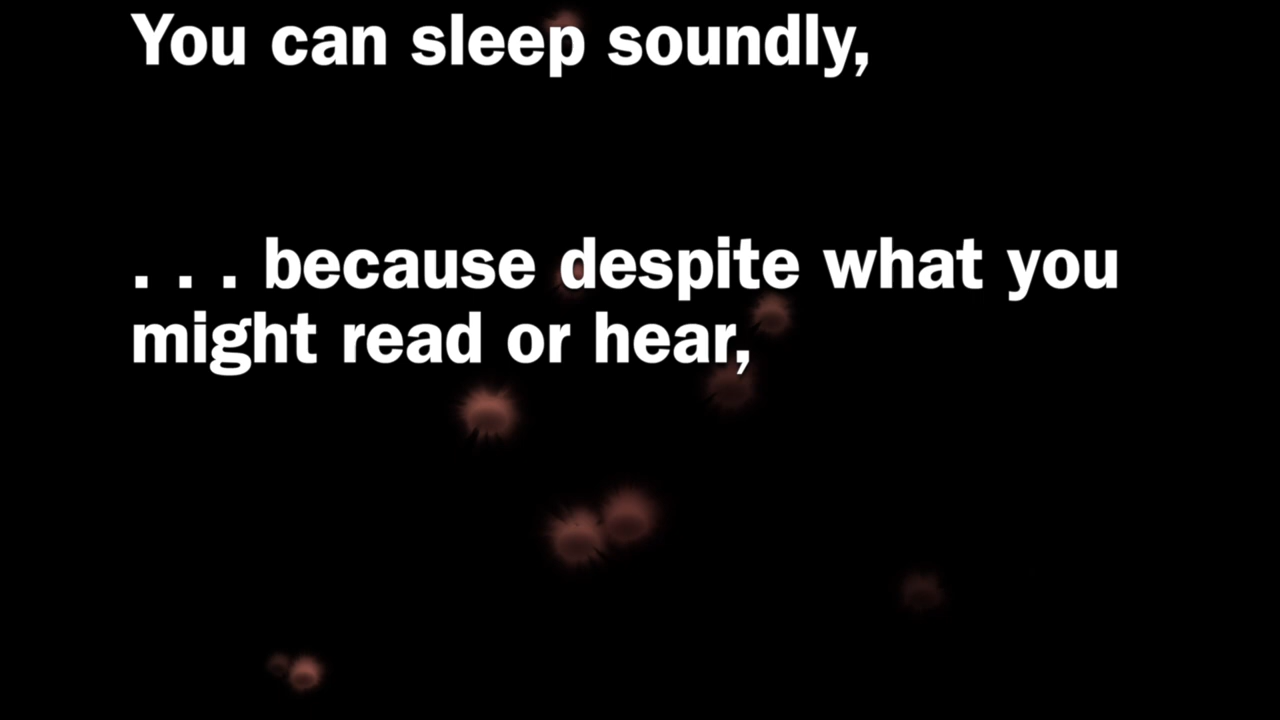 You can sleep soundly,
. . . because despite what you
might read or hear,